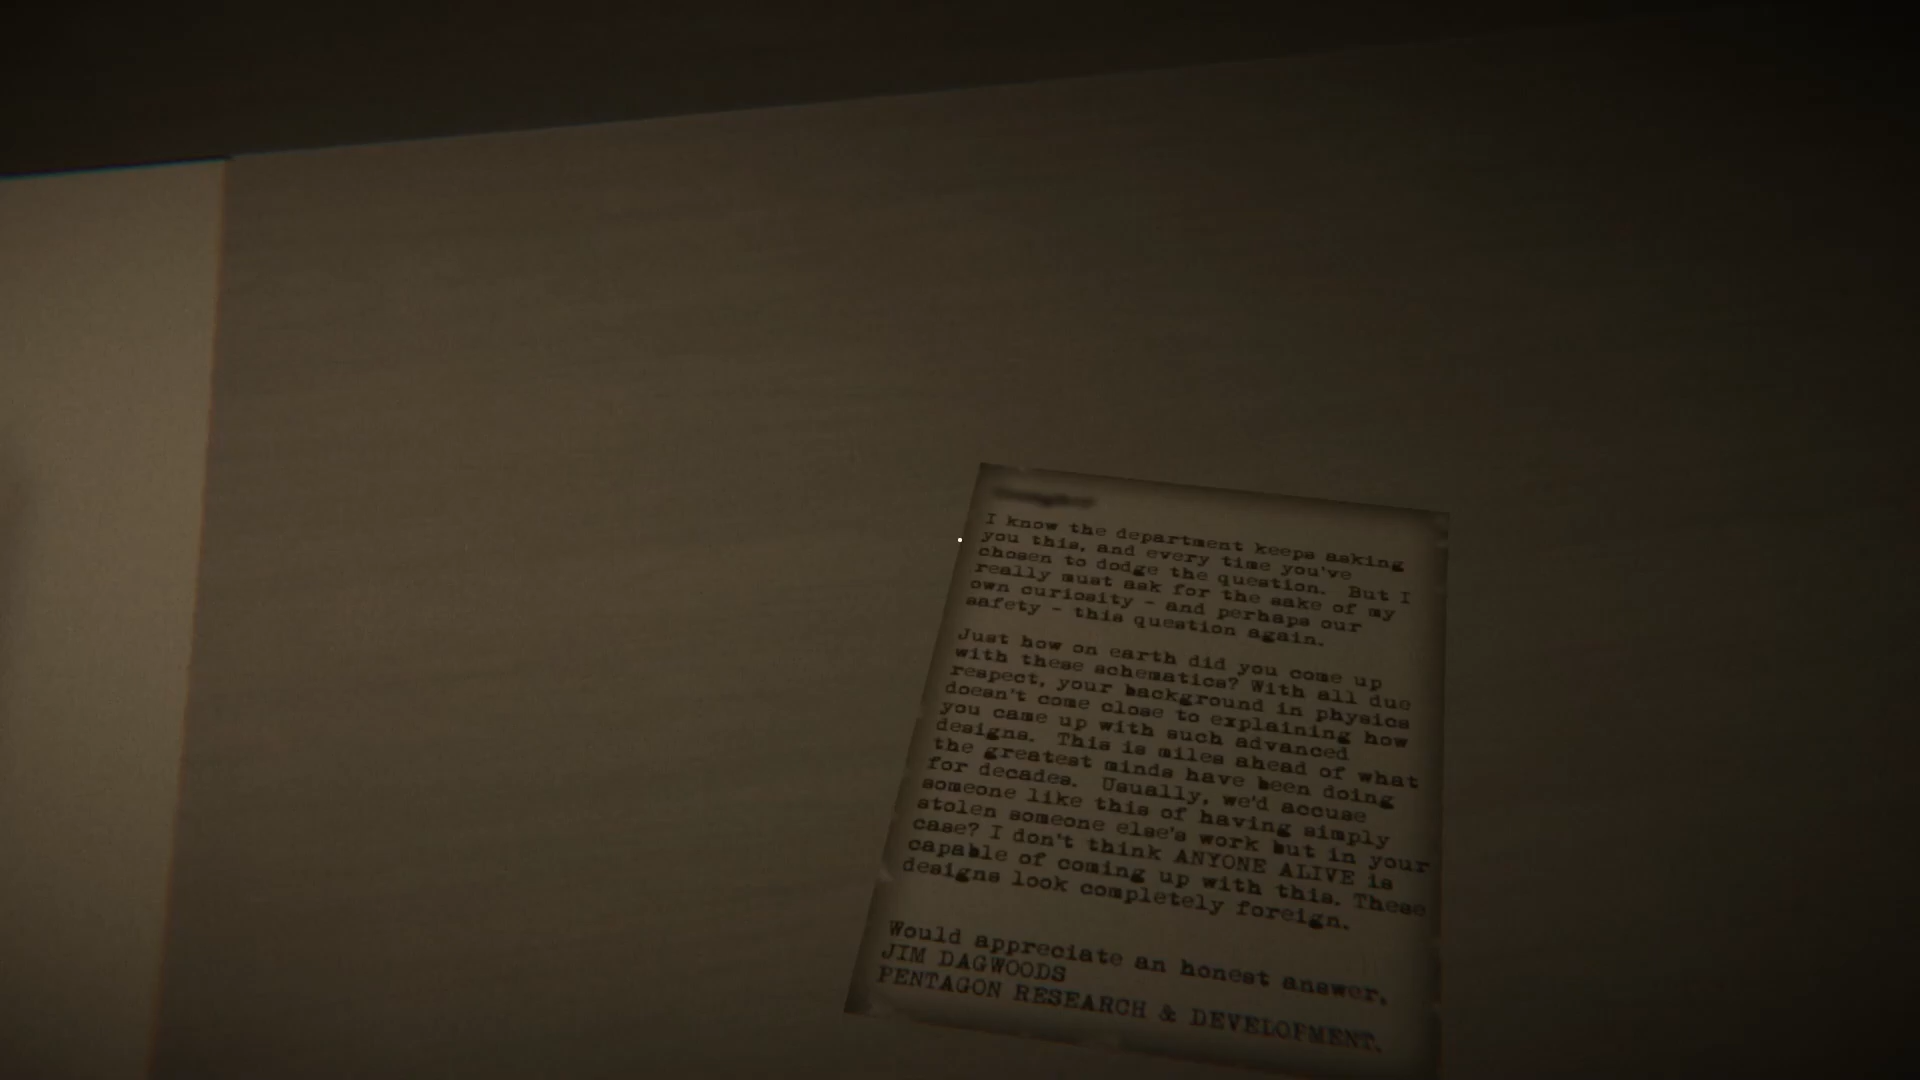 I know the department keeps asking
you this, and every time you've
chosen to dodge the question.  But I
really must ask for the sake of my
own curiosity - and perhaps our
safety - this question again.
Just how on earth did you come up
with these schematics? With all due
respect, your background in physics
doesn't come close to explaining how
you came up with such advanced
designs.  This is miles ahead of what
the greatest minds have been doing
for decades.  Usually, we'd accuse
someone like this of having simply
stolen someone else's work but in your
case? I don't think ANYONE ALIVE is
capable of coming up with this. These
designs look completely foreign.
Would appreciate an honest answer,
JIM DAGWOODS
PENTAGON RESEARCH & DEVELOPMENT.